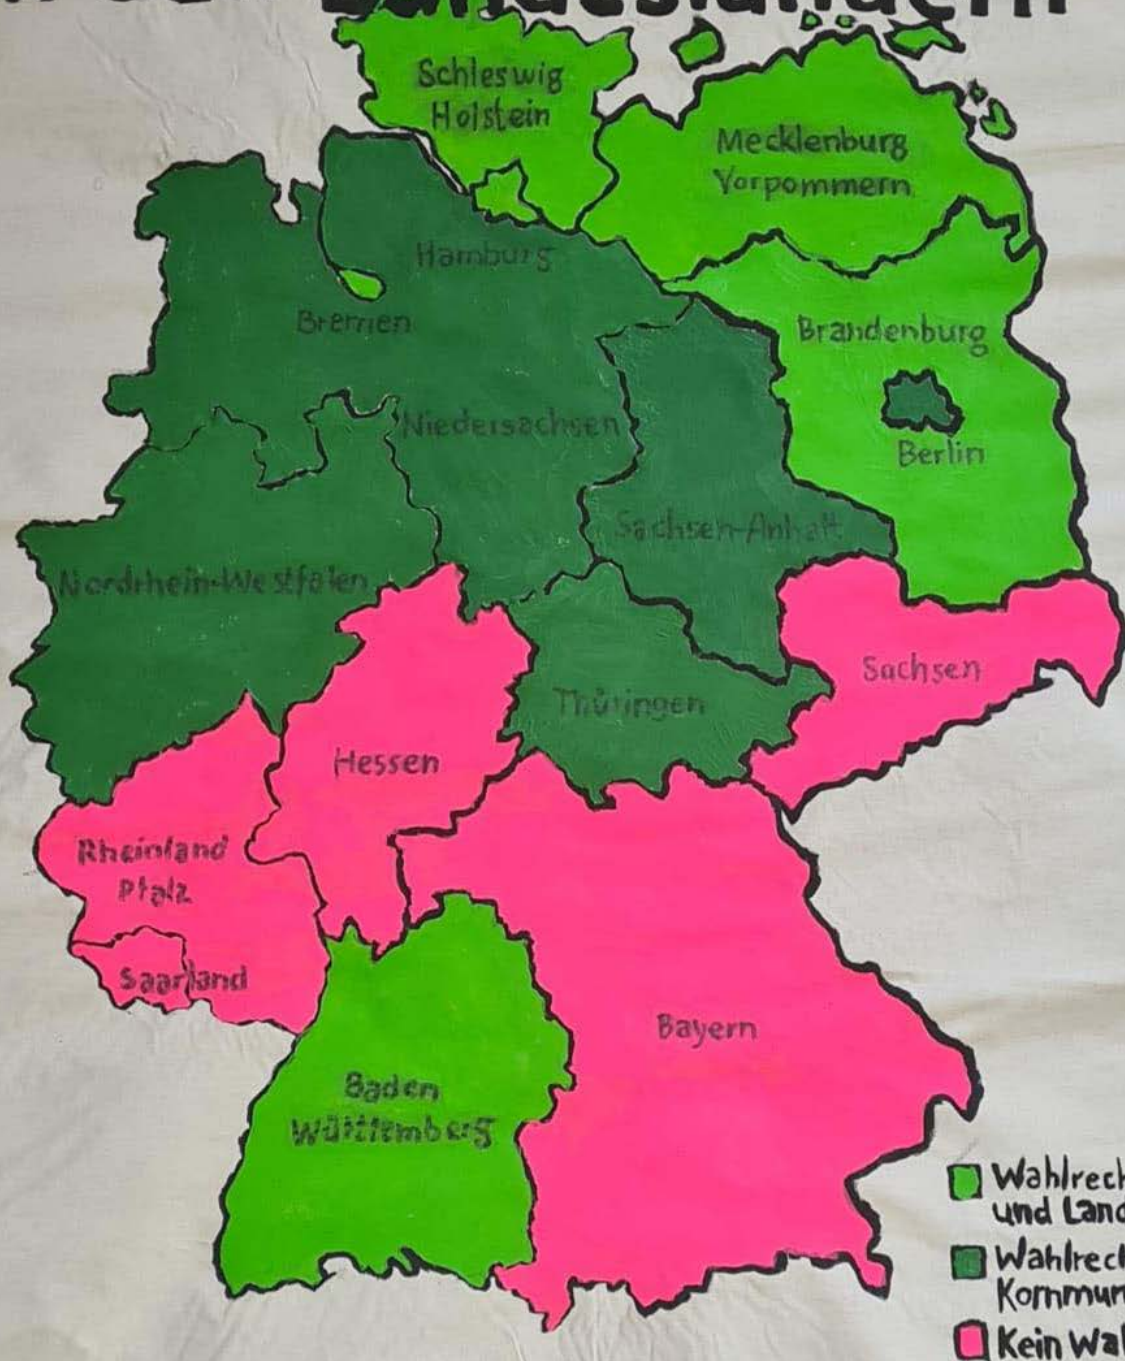 Bundesländern
Schleswig
Holstein
Mecklenburg
Vorpommern
Hamburg
Bremen
Brandenburg
Niedersachsen
Berlin
Sachsen-Anhalt
Nordrhein-Westfalen
Sachsen
Thüringen
Hessen
Rheinland
Pfalz
Saarland
Bayern
Baden
Württemberg
Wahlrech
und Land
Wahlrech
Kommun
Kein Wa